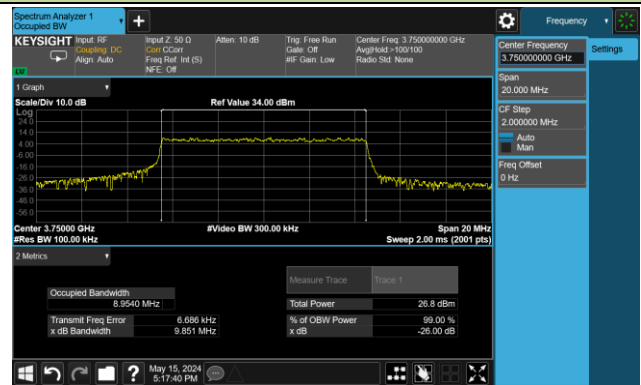 Spectrum Analyzer 1
Occupied BW
Frequency
KEYSIGHT
Input: RF
Coupling: DC
Align: Auto
Input Z: 50 Ω
Corr CCorr
Freq Ref: Int (S)
NFE: Off
Atten: 10 dB
Trig: Free Run
Gate: Off
#IF Gain: Low
Center Freq: 3.750000000 GHz
Avg|Hold:>100/100
Radio Std: None
Center Frequency
3.750000000 GHz
Settings
Span
20.000 MHz
CF Step
2.000000 MHz
Auto
Man
Freq Offset
0 Hz
LW
1 Graph
Scale/Div 10.0 dB
Ref Value 34.00 dBm
Log
24.0
14.0
4.00
-6.00
-16.0
-26.0
-36.0
-46.0
-56.0
Center 3.75000 GHz
#Video BW 300.00 kHz
Span 20 MHz
#Res BW 100.00 kHz
Sweep 2.00 ms (2001 pts)
2 Metrics
Measure Trace
Trace 1
Occupied Bandwidth
8.9540 MHz
Total Power
26.8 dBm
Transmit Freq Error
6.686 kHz
% of OBW Power
99.00 %
x dB Bandwidth
9.851 MHz
x dB
-26.00 dB
?
May 15, 2024
5:17:40 PM